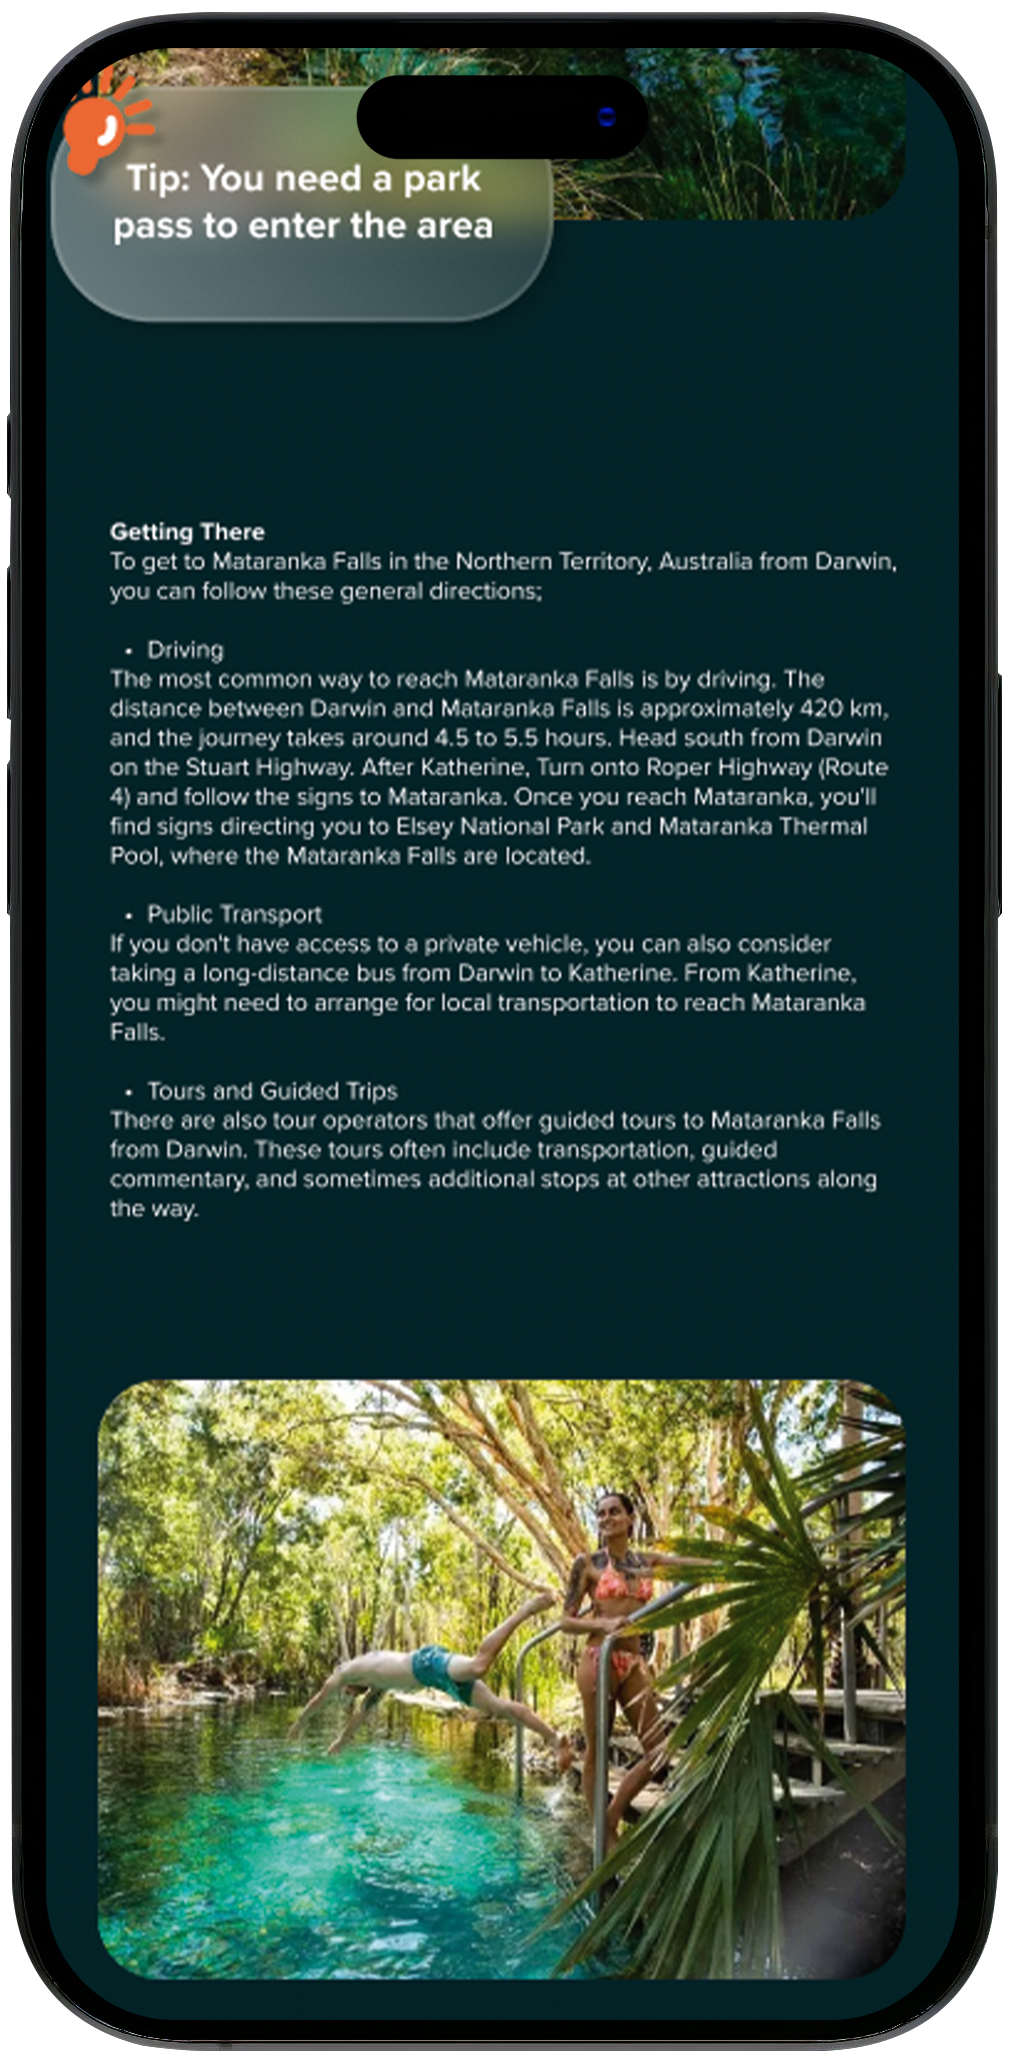 Tip: You need a park
pass to enter the area
Getting There
To get to Mataranka Falls in the Northern Territory, Australia from Darwin,
you can follow these general directions;
• Driving
The most common way to reach Mataranka Falls is by driving. The
distance between Darwin and Mataranka Falls is approximately 420 km,
and the journey takes around 4.5 to 5.5 hours. Head south from Darwin
on the Stuart Highway. After Katherine, Turn onto Roper Highway (Route
4) and follow the signs to Mataranka. Once you reach Mataranka, you'll
find signs directing you to Elsey National Park and Mataranka Thermal
Pool, where the Mataranka Falls are located.
• Public Transport
If you don't have access to a private vehicle, you can also consider
taking a long-distance bus from Darwin to Katherine. From Katherine,
you might need to arrange for local transportation to reach Mataranka
Falls.
• Tours and Guided Trips
There are also tour operators that offer guided tours to Mataranka Falls
from Darwin. These tours often include transportation, guided
commentary, and sometimes additional stops at other attractions along
the way.